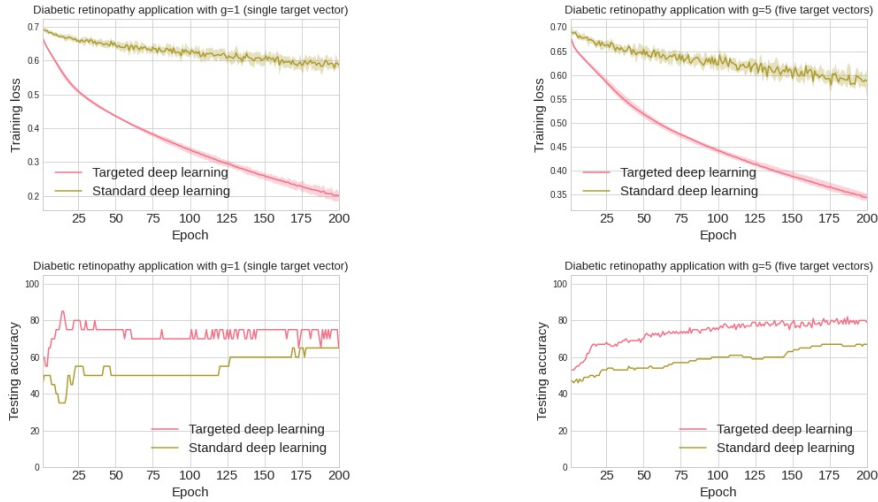 Diabetic retinopathy application with g=1 (single target vector)
0.7
0.6
0.5
0.4
0.3
0.2
Training loss
Targeted deep learning
Standard deep learning
25 50 75 100 125 150 175 200
Epoch
Diabetic retinopathy application with g=5 (five target vectors)
0.70
0.65
0.60
0.55
0.50
0.45
0.40
0.35
Training loss
Targeted deep learning
Standard deep learning
25 50 75 100 125 150 175 200
Epoch
Diabetic retinopathy application with g=1 (single target vector)
100
80
60
40
20
0
Testing accuracy
Targeted deep learning
Standard deep learning
25 50 75 100 125 150 175 200
Epoch
Diabetic retinopathy application with g=5 (five target vectors)
100
80
60
40
20
0
Testing accuracy
Targeted deep learning
Standard deep learning
25 50 75 100 125 150 175 200
Epoch